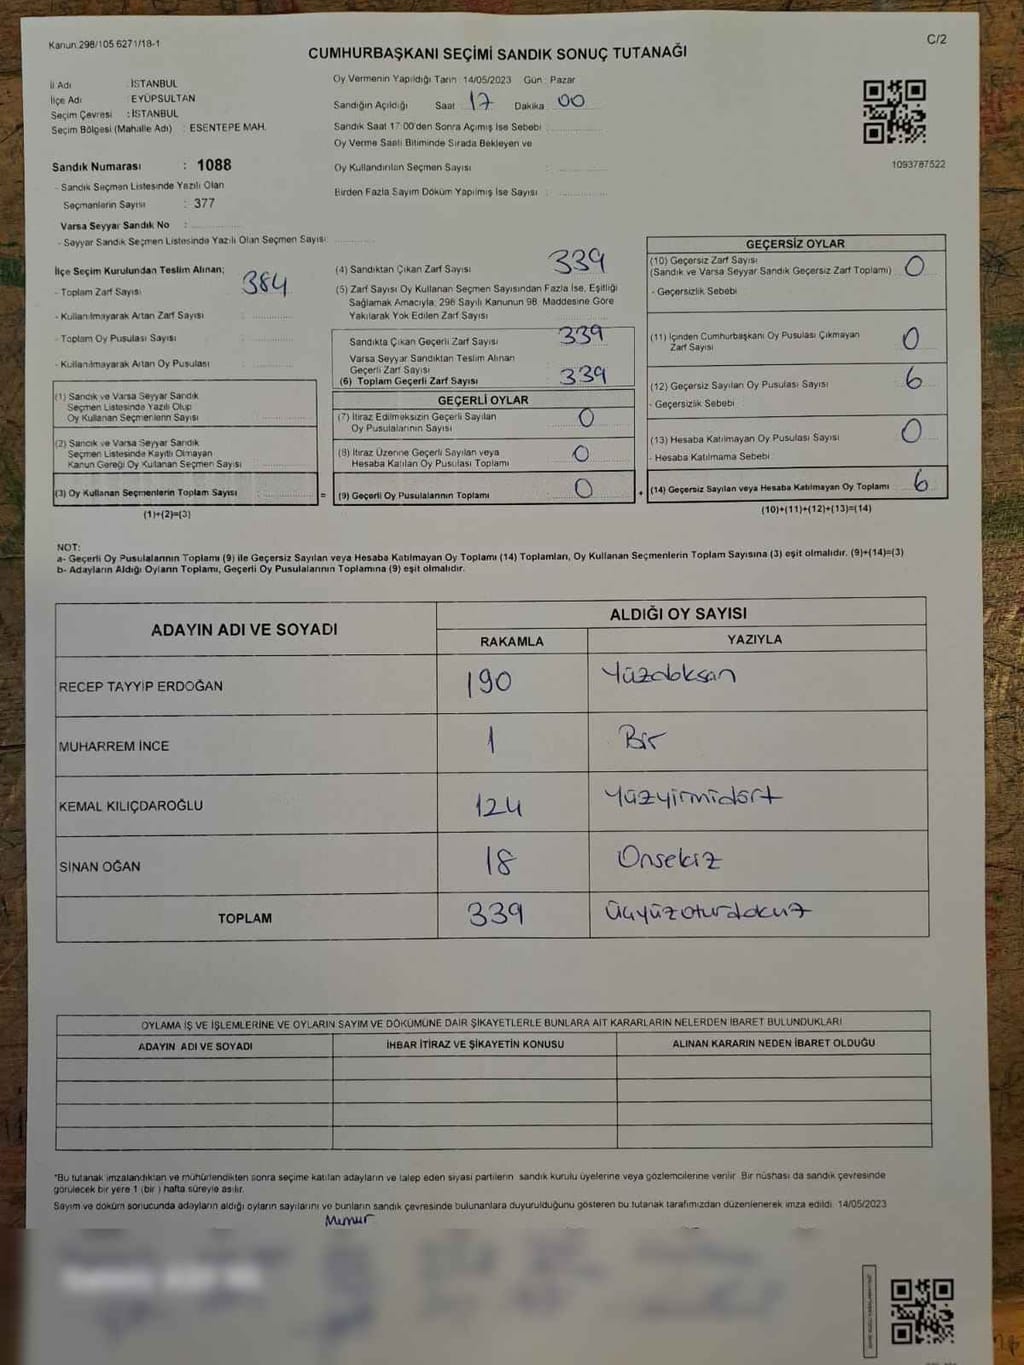 Kanun.298/105 6271/18-1
C/2
CUMHURBAŞKANI SEÇİMİ SANDIK SONUÇ TUTANAĞI
İl Adı : İSTANBUL
İlçe Adı : EYÜPSULTAN
Seçim Çevresi : İSTANBUL
Seçim Bölgesi (Mahalle Adı) : ESENTEPE MAH.
Sandık Numarası : 1088
- Sandık Seçmen Listesinde Yazılı Olan
Seçmenlerin Sayısı : 377
Varsa Seyyar Sandık No :
- Seyyar Sandık Seçmen Listesinde Yazılı Olan Seçmen Sayısı:
Oy Vermenin Yapıldığı Tarih: 14/05/2023 Gün : Pazar
Sandığın Açıldığı Saat 17 Dakika 00
Sandık Saat 17:00'den Sonra Açımış İse Sebebi :
Oy Verme Saati Bitiminde Sırada Bekleyen ve
Oy Kullandırılan Seçmen Sayısı :
Birden Fazla Sayım Döküm Yapılmış İse Sayısı :
1093787522
İlçe Seçim Kurulundan Teslim Alınan;
- Toplam Zarf Sayısı : 384
- Kullanılmayarak Artan Zarf Sayısı :
- Toplam Oy Pusulası Sayısı :
- Kullanılmayarak Artan Oy Pusulası :
(1) Sandık ve Varsa Seyyar Sandık
Seçmen Listesinde Yazılı Olup
Oy Kullanan Seçmenlerin Sayısı :
(2) Sandık ve Varsa Seyyar Sandık
Seçmen Listesinde Kayıtlı Olmayan
Kanun Gereği Oy Kullanan Seçmen Sayısı :
(3) Oy Kullanan Seçmenlerin Toplam Sayısı : =
(1)+(2)=(3)
(4) Sandıktan Çıkan Zarf Sayısı : 339
(5) Zarf Sayısı Oy Kullanan Seçmen Sayısından Fazla İse, Eşitliği
Sağlamak Amacıyla; 298 Sayılı Kanunun 98. Maddesine Göre
Yakılarak Yok Edilen Zarf Sayısı :
Sandıkta Çıkan Geçerli Zarf Sayısı : 339
Varsa Seyyar Sandıktan Teslim Alınan
Geçerli Zarf Sayısı :
(6) Toplam Geçerli Zarf Sayısı : 339
GEÇERLİ OYLAR
(7) İtiraz Edilmeksizin Geçerli Sayılan
Oy Pusulalarının Sayısı : 0
(8) İtiraz Üzerine Geçerli Sayılan veya
Hesaba Katılan Oy Pusulası Toplamı : 0
(9) Geçerli Oy Pusulalarının Toplamı : 0 +
GEÇERSİZ OYLAR
(10) Geçersiz Zarf Sayısı :
(Sandık ve Varsa Seyyar Sandık Geçersiz Zarf Toplamı) 0
- Geçersizlik Sebebi
(11) İçinden Cumhurbaşkanı Oy Pusulası Çıkmayan
Zarf Sayısı : 0
(12) Geçersiz Sayılan Oy Pusulası Sayısı : 6
- Geçersizlik Sebebi :
(13) Hesaba Katılmayan Oy Pusulası Sayısı : 0
- Hesaba Katılmama Sebebi :
(14) Geçersiz Sayılan veya Hesaba Katılmayan Oy Toplamı : 6
(10)+(11)+(12)+(13)=(14)
NOT:
a- Geçerli Oy Pusulalarının Toplamı (9) ile Geçersiz Sayılan veya Hesaba Katılmayan Oy Toplamı (14) Toplamları, Oy Kullanan Seçmenlerin Toplam Sayısına (3) eşit olmalıdır. (9)+(14)=(3)
b- Adayların Aldığı Oyların Toplamı, Geçerli Oy Pusulalarının Toplamına (9) eşit olmalıdır.
ADAYIN ADI VE SOYADI
ALDIĞI OY SAYISI
RAKAMLA YAZIYLA
RECEP TAYYİP ERDOĞAN 190 Yüzdoksan
MUHARREM İNCE 1 Bir
KEMAL KILIÇDAROĞLU 124 Yüzyirmidört
SİNAN OĞAN 18 Onsekiz
TOPLAM 339 Üçyüzoturdokuz
OYLAMA İŞ VE İŞLEMLERİNE VE OYLARIN SAYIM VE DÖKÜMÜNE DAİR ŞİKAYETLERLE BUNLARA AİT KARARLARIN NELERDEN İBARET BULUNDUKLARI
ADAYIN ADI VE SOYADI İHBAR İTİRAZ VE ŞİKAYETİN KONUSU ALINAN KARARIN NEDEN İBARET OLDUĞU
"Bu tutanak imzalandıktan ve mühürlendikten sonra seçime katılan adayların ve talep eden siyasi partilerin sandık kurulu üyelerine veya gözlemcilerine verilir. Bir nüshası da sandık çevresinde
görülecek bir yere 1 (bir) hafta süreyle asılır.
Sayım ve döküm sonucunda adayların aldığı oyların sayılarını ve bunların sandık çevresinde bulunanlara duyurulduğunu gösteren bu tutanak tarafımızdan düzenlenerek imza edildi. 14/05/2023
Memur